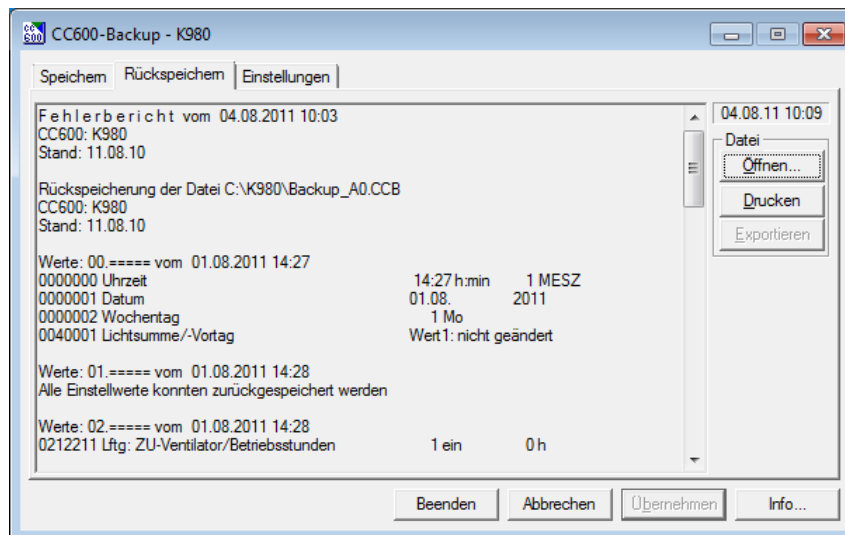 CC600-Backup - K980
Speichern Rückspeichern Einstellungen
Fehlerbericht vom 04.08.2011 10:03
CC600: K980
Stand: 11.08.10
Rückspeicherung der Datei C:\K980\Backup_A0.CCB
CC600: K980
Stand: 11.08.10
Werte: 00.===== vom 01.08.2011 14:27
0000000 Uhrzeit 14:27 h:min 1 MESZ
0000001 Datum 01.08. 2011
0000002 Wochentag 1 Mo
0040001 Lichtsumme/-Vortag Wert1: nicht geändert
Werte: 01.===== vom 01.08.2011 14:28
Alle Einstellwerte konnten zurückgespeichert werden
Werte: 02.===== vom 01.08.2011 14:28
0212211 Lftg: ZU-Ventilator/Betriebsstunden 1 ein 0 h
04.08.11 10:09
Datei
Öffnen...
Drucken
Exportieren
Beenden Abbrechen Übernehmen Info...